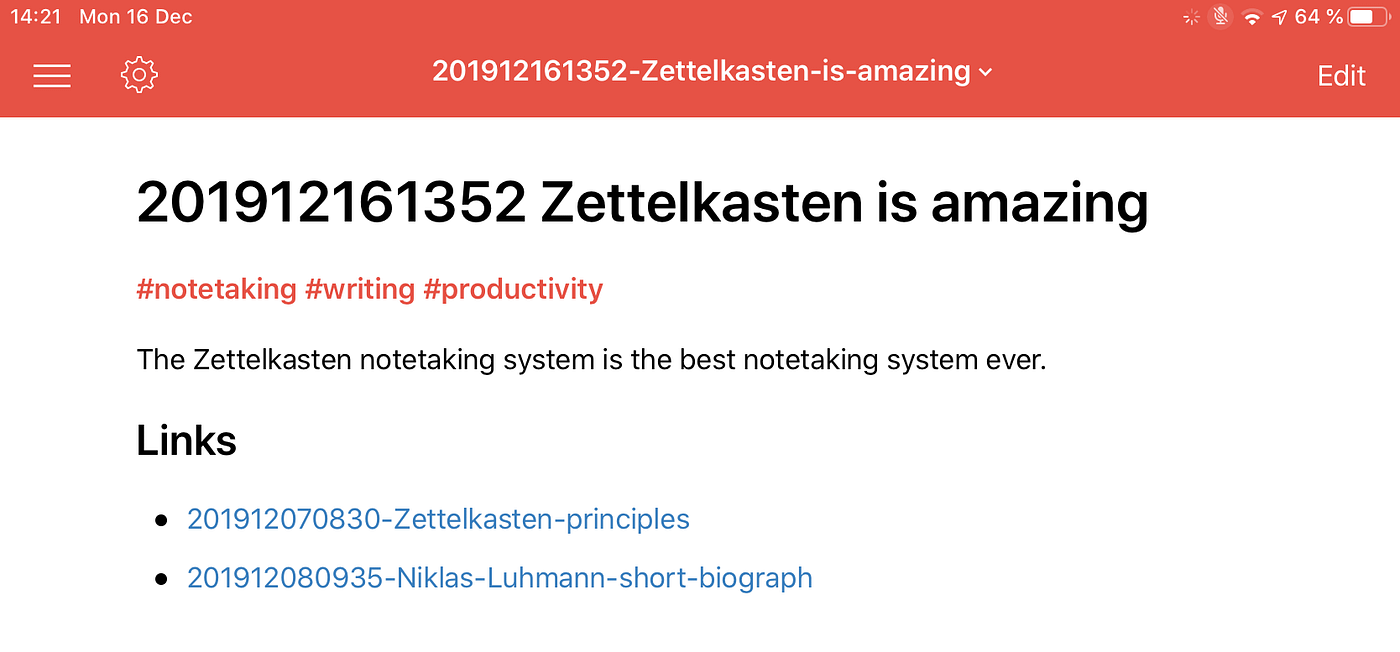 14:21 Mon 16 Dec 64 %
201912161352-Zettelkasten-is-amazing Edit
201912161352 Zettelkasten is amazing
#notetaking #writing #productivity
The Zettelkasten notetaking system is the best notetaking system ever.
Links
201912070830-Zettelkasten-principles
201912080935-Niklas-Luhmann-short-biograph